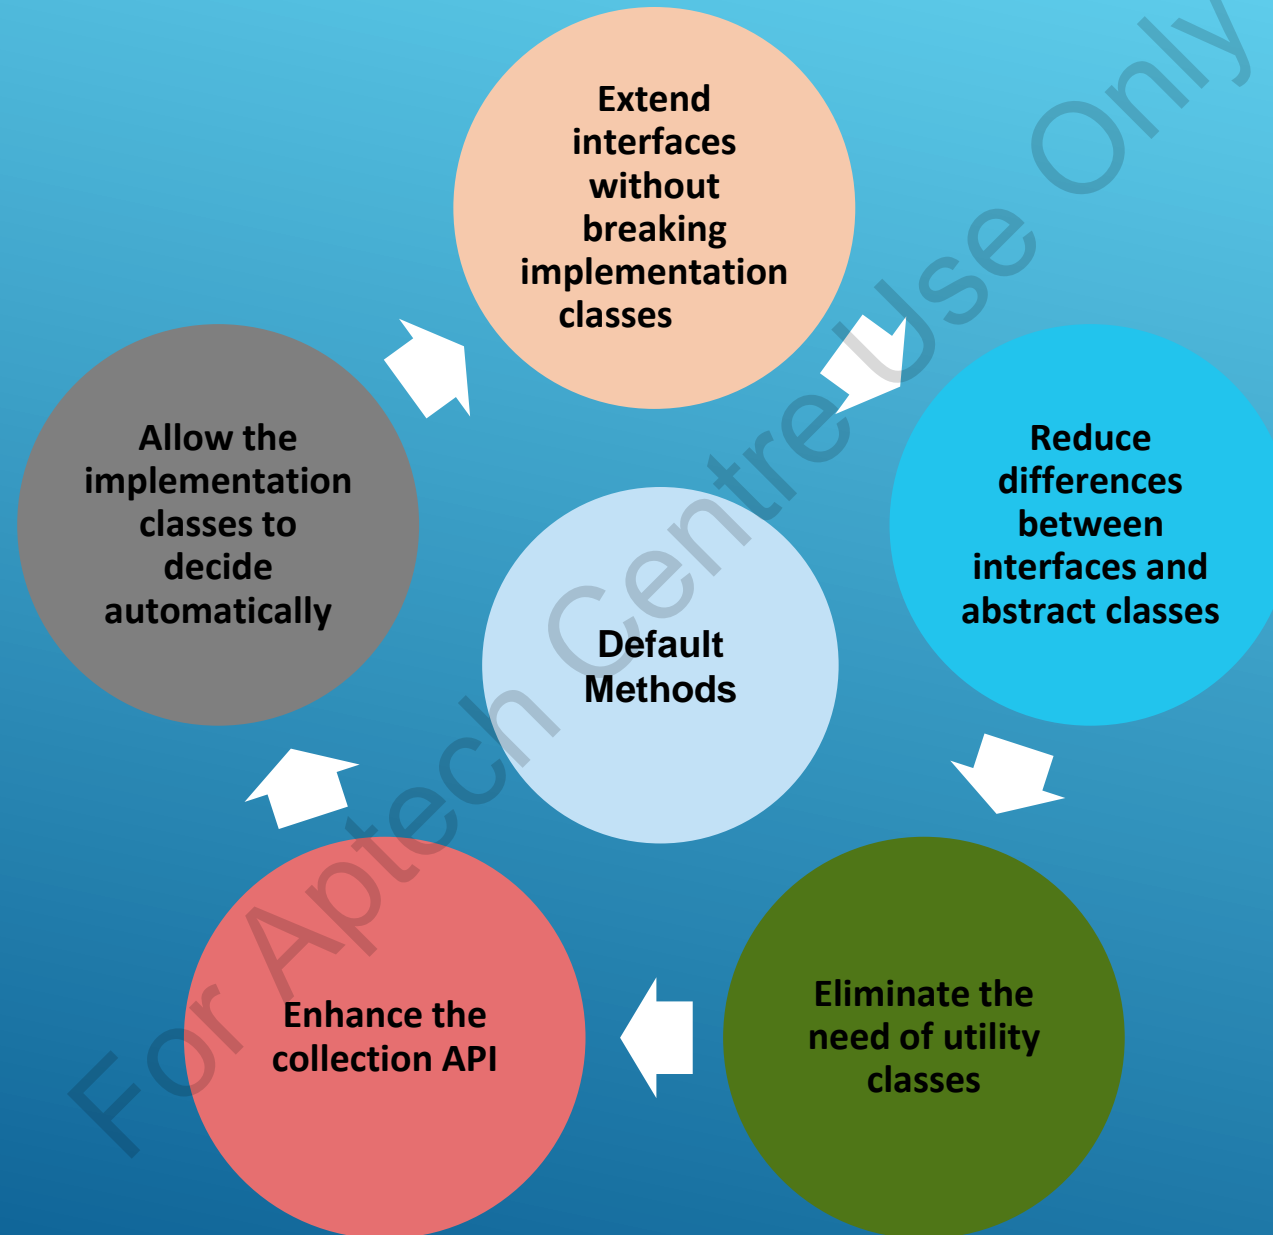 Extend
interfaces
without
breaking
implementation
classes
Reduce
differences
between
interfaces and
abstract classes
Eliminate the
need of utility
classes
Enhance the
collection API
Allow the
implementation
classes to
decide
automatically
Default
Methods
For Aptech Centre Use Only